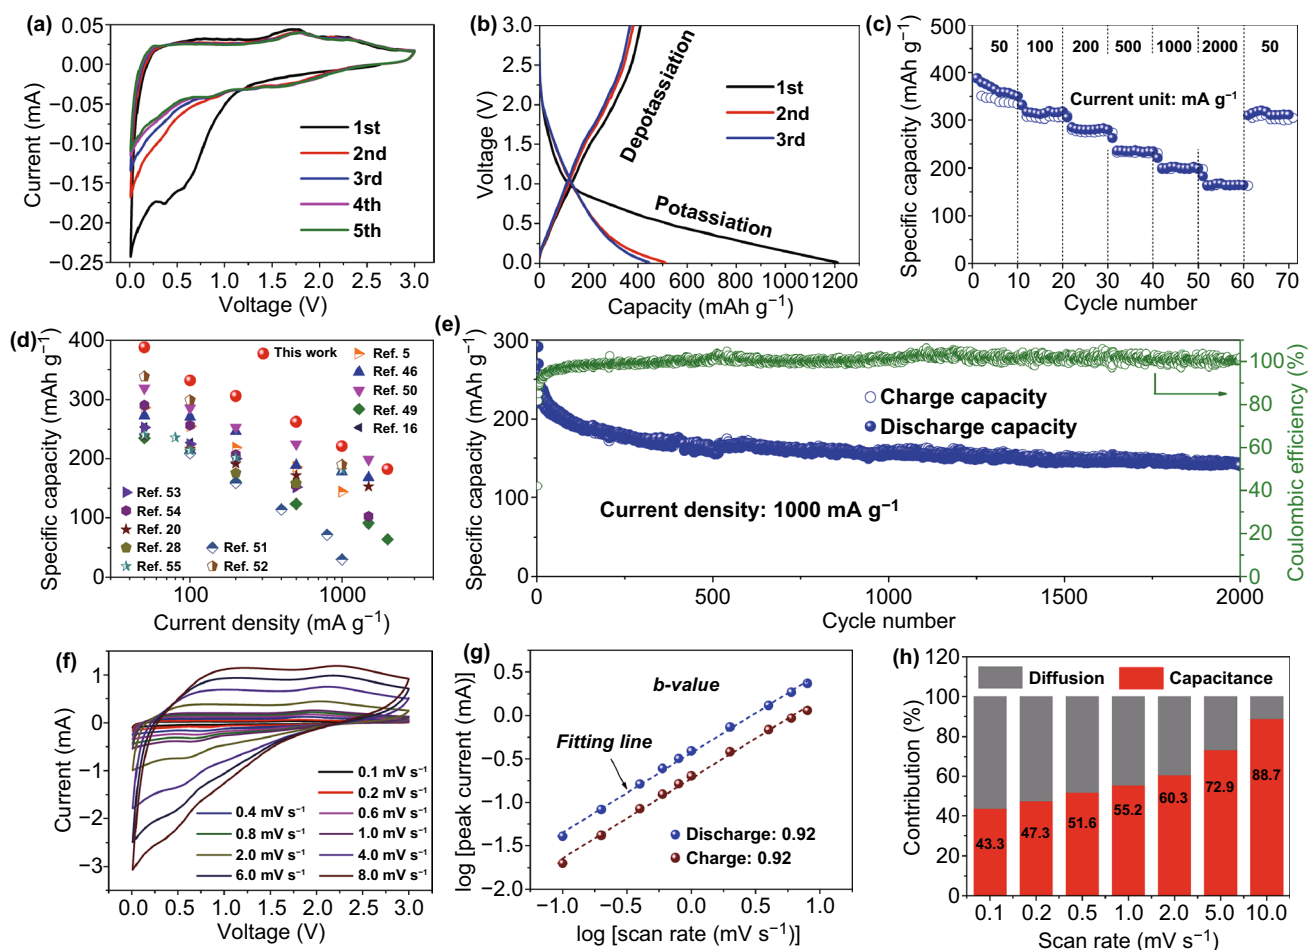 (a)
0.05
0.00
−0.05
−0.10
−0.15
−0.20
−0.25
Current (mA)
1st
2nd
3rd
4th
5th
0.0 0.5 1.0 1.5 2.0 2.5 3.0
Voltage (V)
(b)
3.0
2.5
2.0
1.5
1.0
0.5
0.0
Voltage (V)
Depotassiation
Potassiation
1st
2nd
3rd
0 200 400 600 800 1000 1200
Capacity (mAh g−1)
(c)
500
400
300
200
100
0
Specific capacity (mAh g−1)
50 100 200 500 1000 2000 50
Current unit: mA g−1
0 10 20 30 40 50 60 70
Cycle number
(d)
400
300
200
100
0
Specific capacity (mAh g−1)
This work
Ref. 5
Ref. 46
Ref. 50
Ref. 49
Ref. 16
Ref. 53
Ref. 54
Ref. 20
Ref. 28
Ref. 55
Ref. 51
Ref. 52
100 1000
Current density (mA g−1)
(e)
300
200
150
100
0
Specific capacity (mAh g−1)
Charge capacity
Discharge capacity
Current density: 1000 mA g−1
100
80
60
40
20
0
Coulombic efficiency (%)
0 500 1000 1500 2000
Cycle number
(f)
1
0
−1
−2
−3
Current (mA)
0.1 mV s−1
0.2 mV s−1
0.4 mV s−1 0.6 mV s−1
0.8 mV s−1 1.0 mV s−1
2.0 mV s−1 4.0 mV s−1
6.0 mV s−1 8.0 mV s−1
0.0 0.5 1.0 1.5 2.0 2.5 3.0
Voltage (V)
(g)
0.5
0.0
−0.5
−1.0
−1.5
−2.0
log [peak current (mA)]
b-value
Fitting line
Discharge: 0.92
Charge: 0.92
−1.0 −0.5 0.0 0.5 1.0
log [scan rate (mV s−1)]
(h)
120
100
80
60
40
20
0
Contribution (%)
Diffusion Capacitance
43.3 47.3 51.6 55.2 60.3 72.9 88.7
0.1 0.2 0.5 1.0 2.0 5.0 10.0
Scan rate (mV s−1)